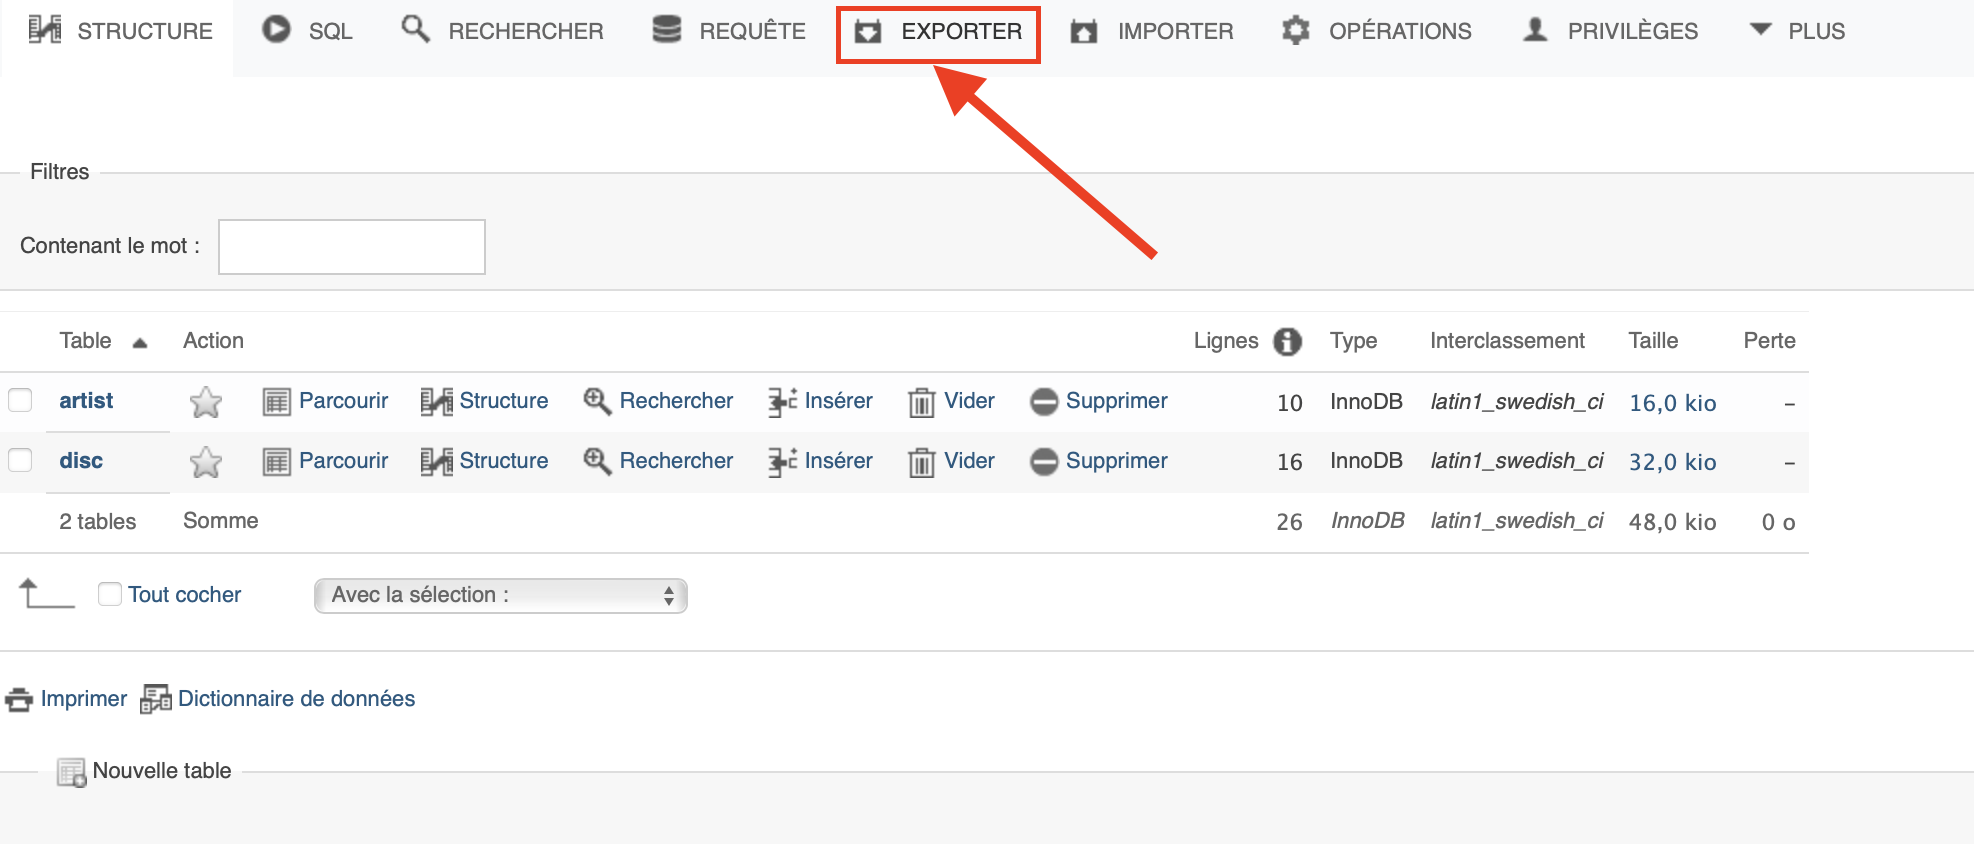 STRUCTURE SQL RECHERCHER REQUÊTE EXPORTER IMPORTER OPÉRATIONS PRIVILÈGES PLUS
Filtres
Contenant le mot :
Table Action Lignes Type Interclassement Taille Perte
artist Parcourir Structure Rechercher Insérer Vider Supprimer 10 InnoDB latin1_swedish_ci 16,0 kio –
disc Parcourir Structure Rechercher Insérer Vider Supprimer 16 InnoDB latin1_swedish_ci 32,0 kio –
2 tables Somme 26 InnoDB latin1_swedish_ci 48,0 kio 0 o
Tout cocher Avec la sélection :
Imprimer Dictionnaire de données
Nouvelle table